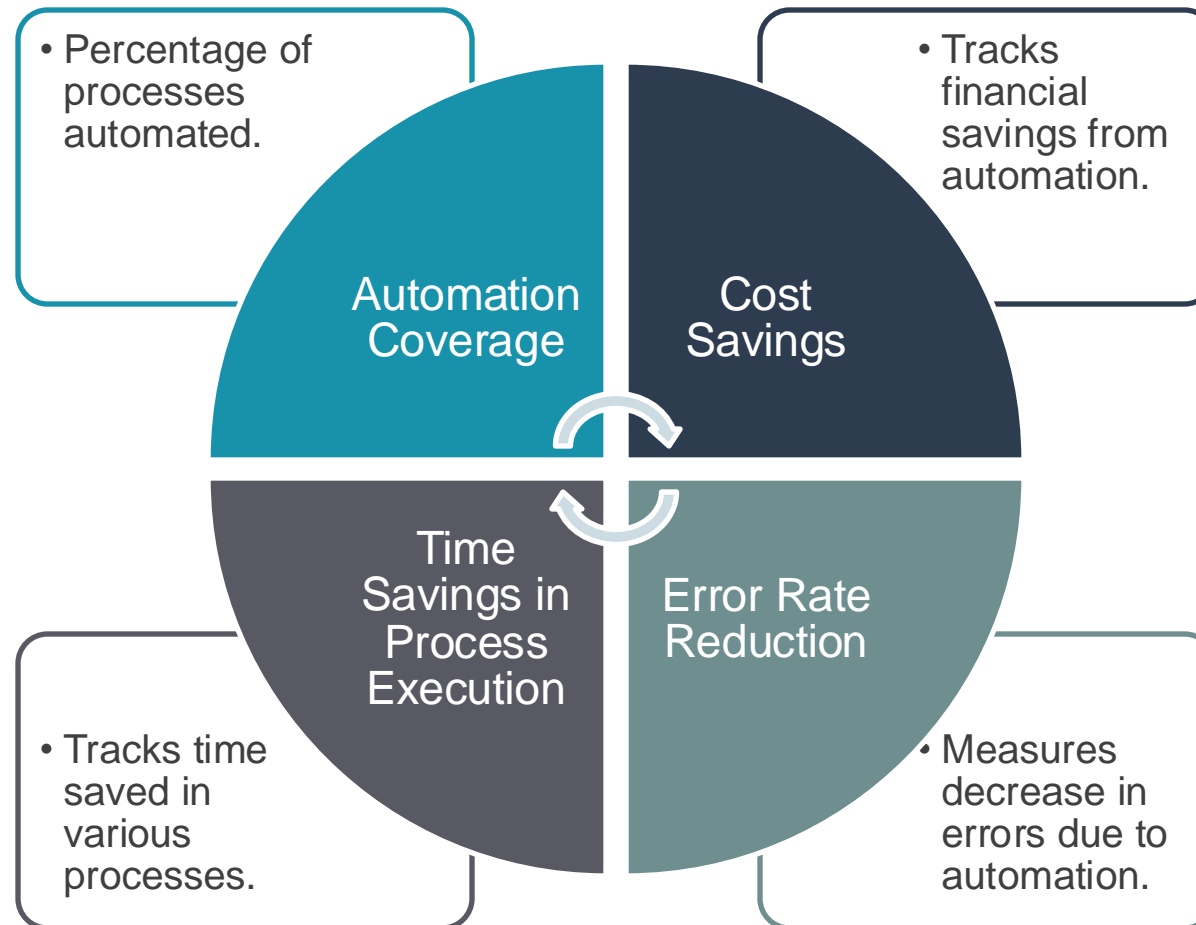 • Percentage of
processes
automated.
• Tracks
financial
savings from
automation.
Automation
Coverage
Cost
Savings
Time
Savings in
Process
Execution
Error Rate
Reduction
• Tracks time
saved in
various
processes.
• Measures
decrease in
errors due to
automation.